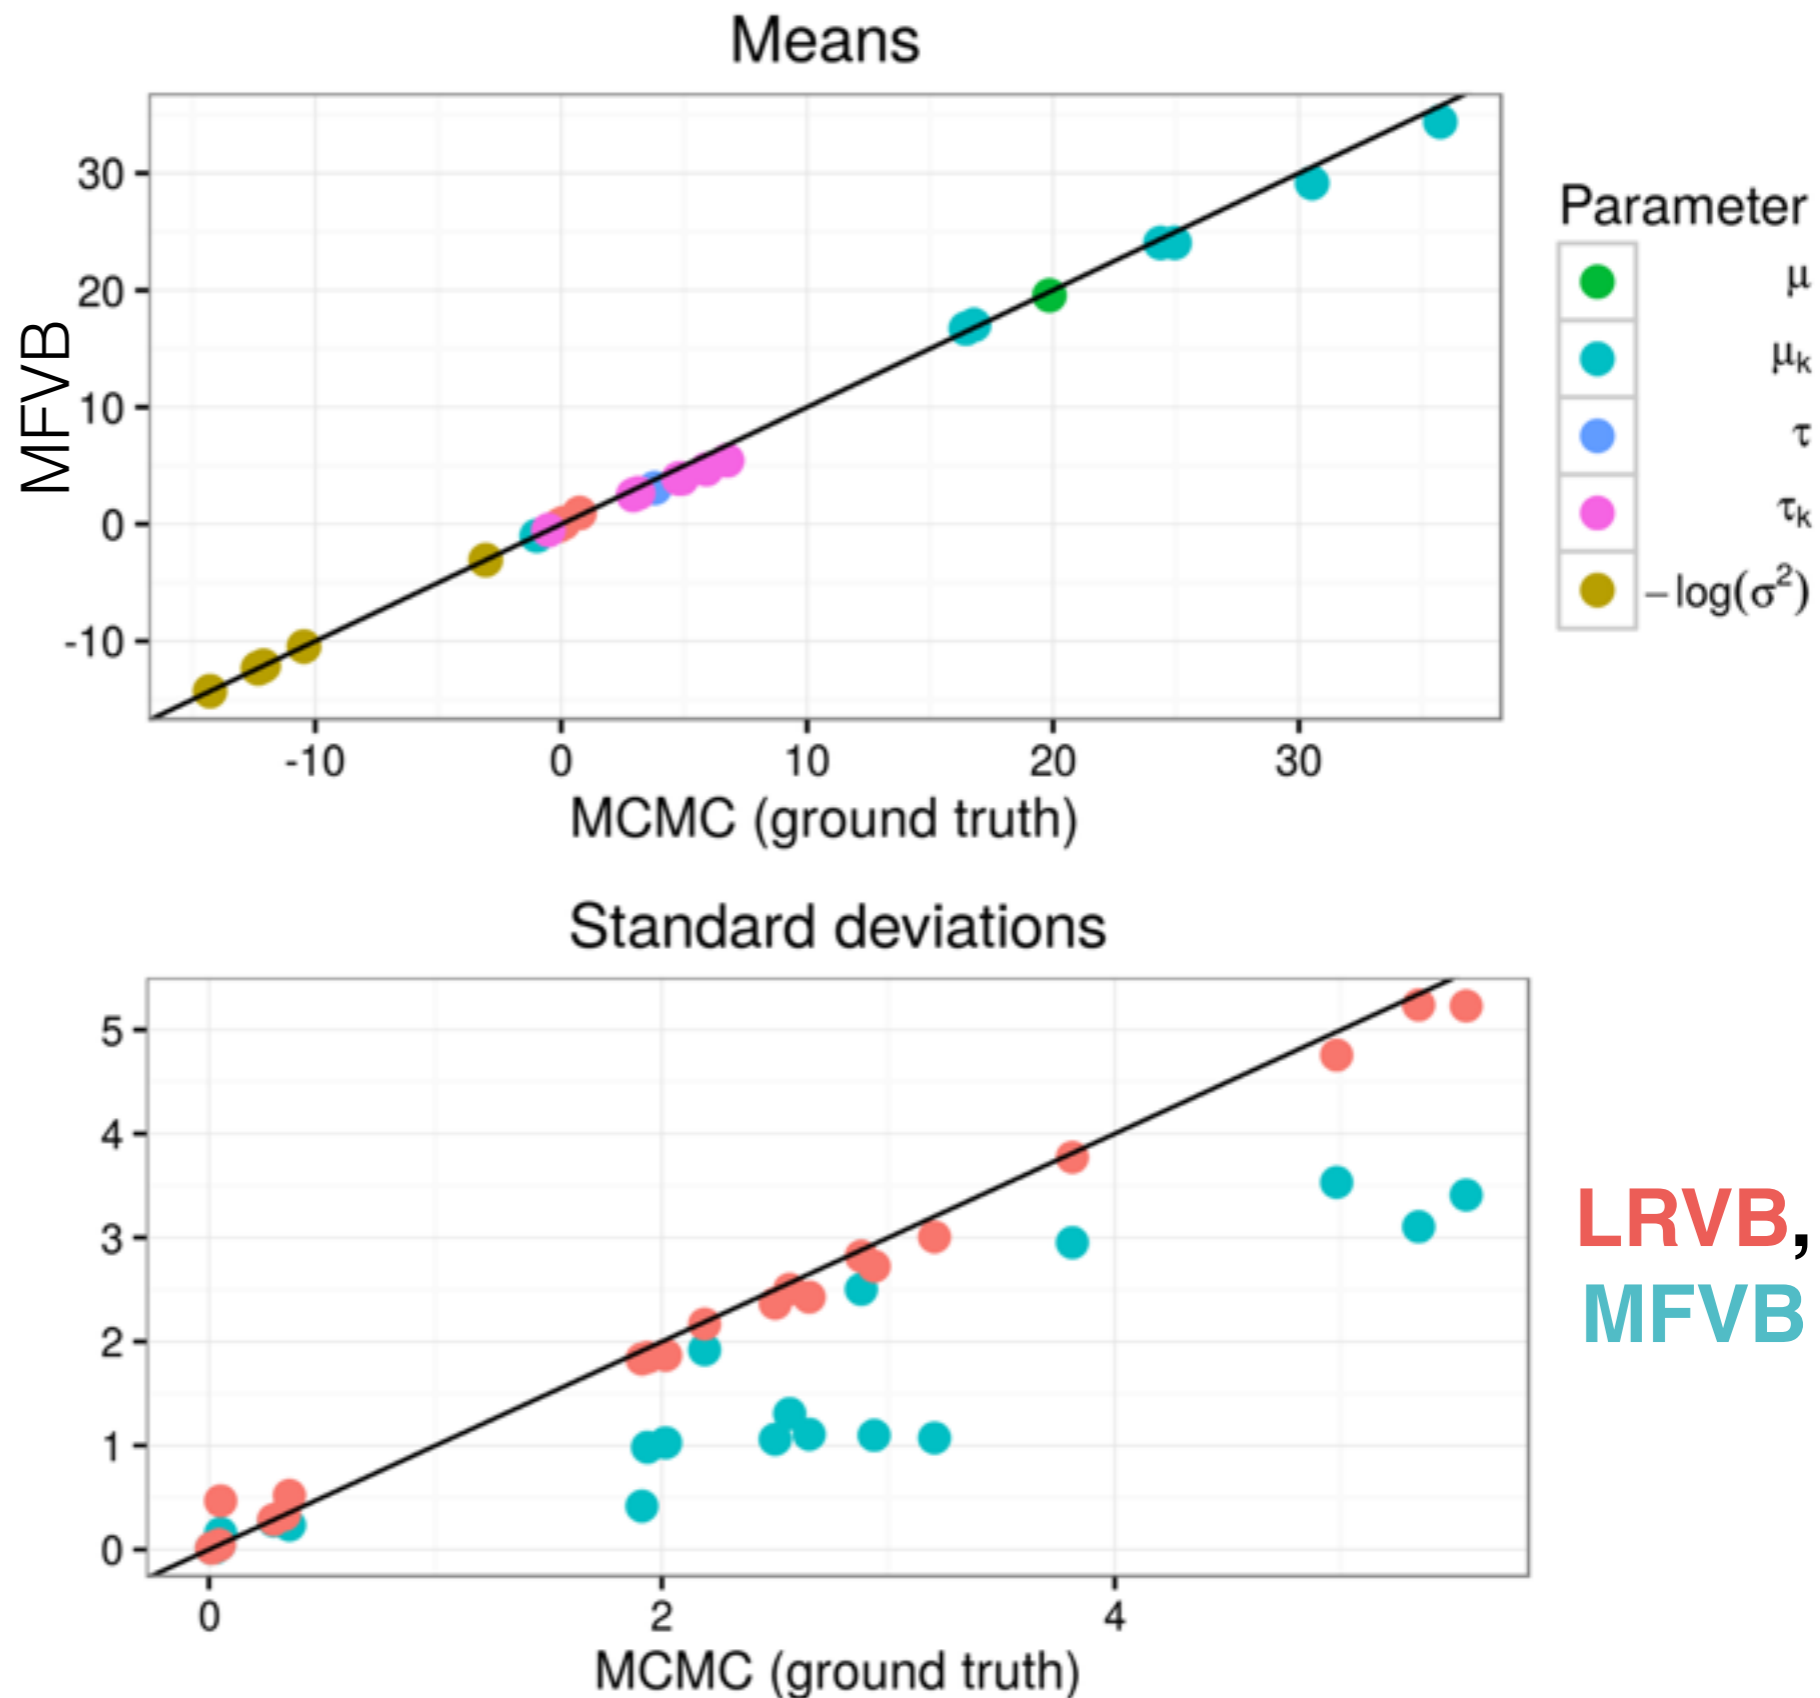 Means
MFVB
30
20
10
0
-10
-10 0 10 20 30
MCMC (ground truth)
Parameter
μ
μk
τ
τk
−log(σ²)
Standard deviations
5
4
3
2
1
0
0 2 4
MCMC (ground truth)
LRVB,
MFVB